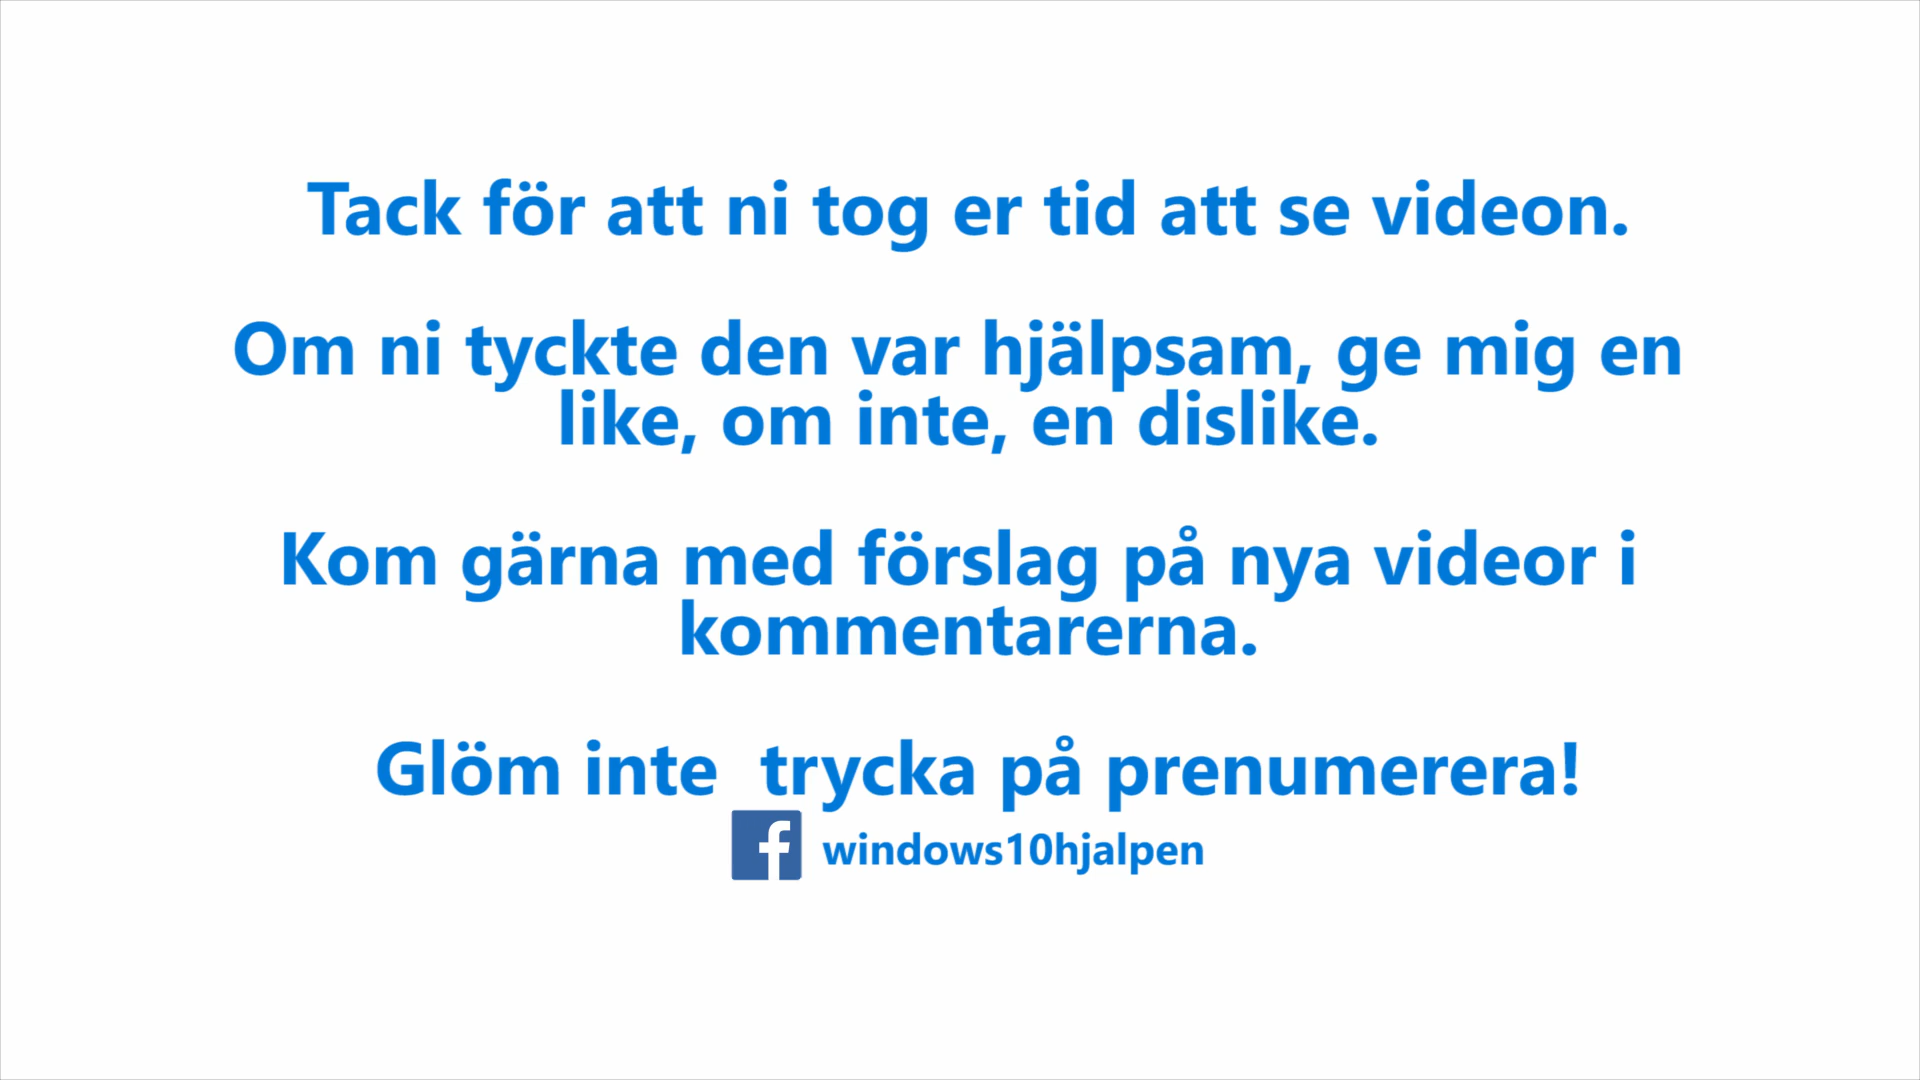 Tack för att ni tog er tid att se videon.
Om ni tyckte den var hjälpsam, ge mig en
like, om inte, en dislike.
Kom gärna med förslag på nya videor i
kommentarerna.
Glöm inte  trycka på prenumerera!
windows10hjalpen